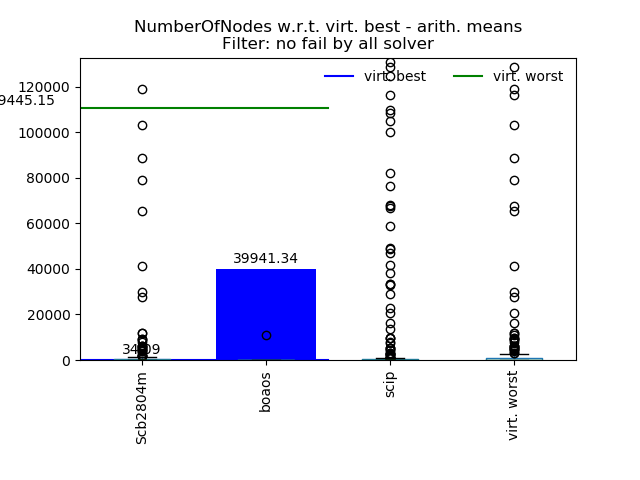 NumberOfNodes w.r.t. virt. best - arith. means
Filter: no fail by all solver
virt. best
virt. worst
120000
9445.15
100000
80000
60000
40000
20000
0
39941.34
Scb2804m
boaos
scip
virt. worst